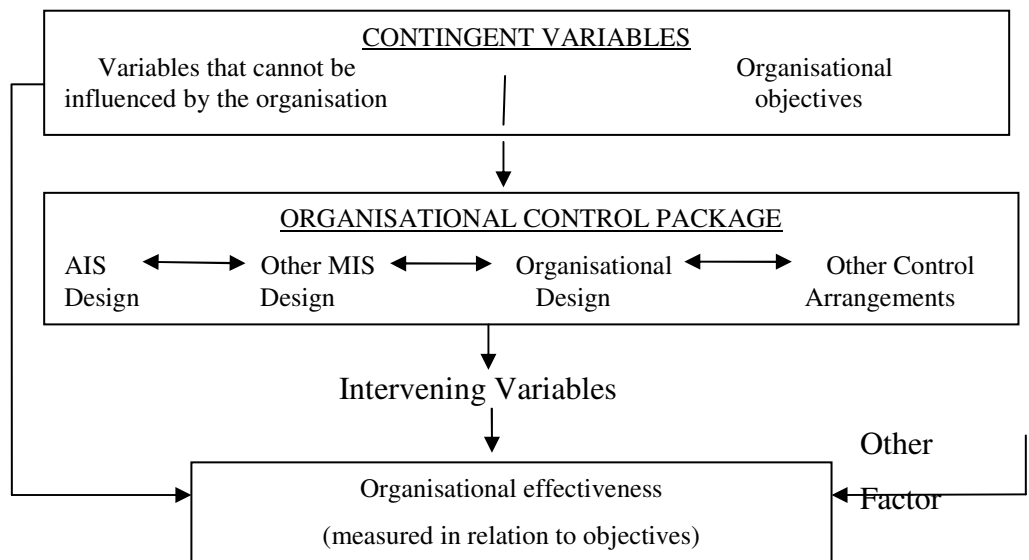 CONTINGENT VARIABLES
Variables that cannot be
influenced by the organisation
Organisational
objectives
ORGANISATIONAL CONTROL PACKAGE
AIS
Design
Other MIS
Design
Organisational
Design
Other Control
Arrangements
Intervening Variables
Other
Factor
Organisational effectiveness
(measured in relation to objectives)